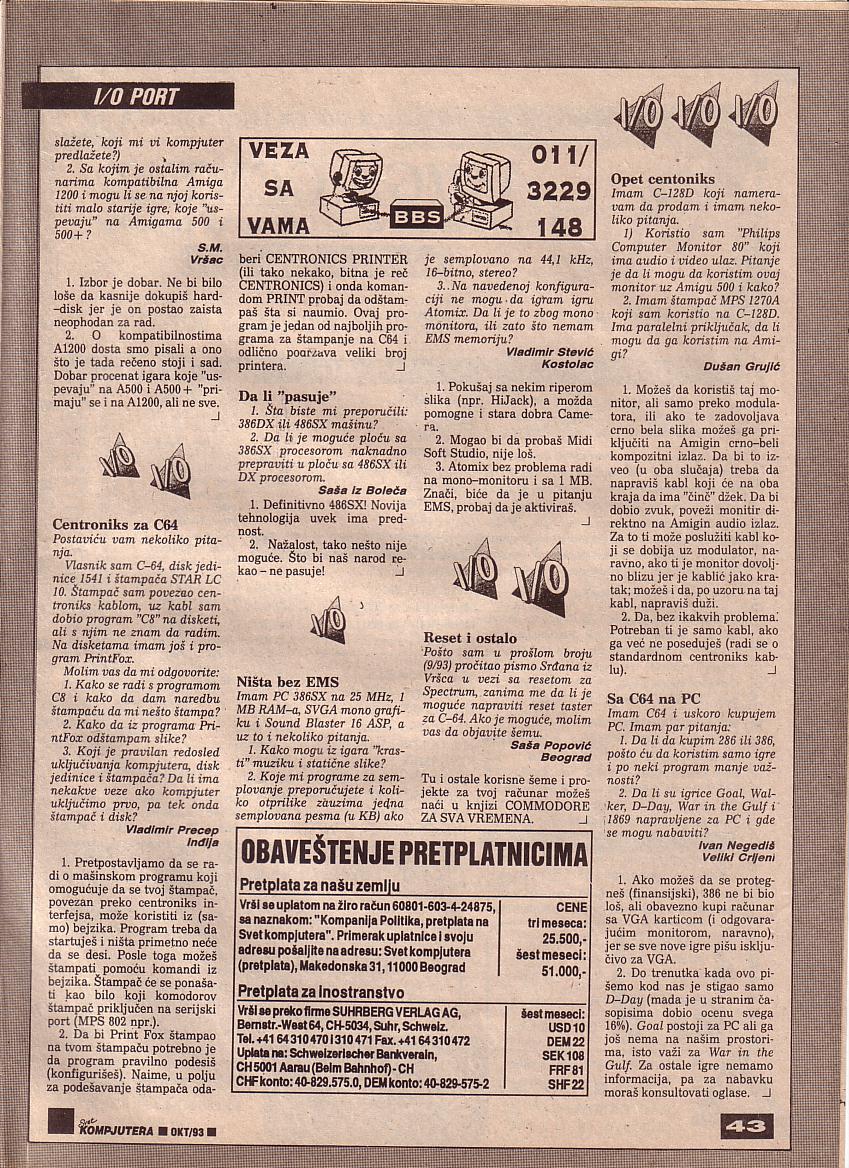 I/O PORT
slažete, koji mi vi kompjuter
predlažete?)
2. Sa kojim je ostalim raču-
narima kompatibilna Amiga
1200 i mogu li se na njoj koris-
titi malo starije igre, koje "us-
pevaju" na Amigama 500 i
500+ ?
S.M.
Vršac
1. Izbor je dobar. Ne bi bilo
loše da kasnije dokupiš hard-
-disk jer je on postao zaista
neophodan za rad.
2. O kompatibilnostima
A1200 dosta smo pisali a ono
što je tada rečeno stoji i sad.
Dobar procenat igara koje "us-
pevaju" na A500 i A500+ "pri-
maju" se i na A1200, ali ne sve.
I/O I/O
Centroniks za C64
Postaviću vam nekoliko pita-
nja.
Vlasnik sam C-64, disk jedi-
nice 1541 i štampača STAR LC
10. Štampač sam povezao cen-
troniks kablom, uz kabl sam
dobio program "C8" na disketi,
ali s njim ne znam da radim.
Na disketama imam još i pro-
gram PrintFox.
Molim vas da mi odgovorite:
1. Kako se radi s programom
C8 i kako da dam naredbu
štampaču da mi nešto štampa?
2. Kako da iz programa Pri-
ntFox odštampam slike?
3. Koji je pravilan redosled
uključivanja kompjutera, disk
jedinice i štampača? Da li ima
nekakve veze ako kompjuter
uključimo prvo, pa tek onda
štampač i disk?
Vladimir Precep
Inđija
1. Pretpostavljamo da se ra-
di o mašinskom programu koji
omogućuje da se tvoj štampač,
povezan preko centroniks in-
terfejsa, može koristiti iz (sa-
mo) bejzika. Program treba da
startuješ i ništa primetno neće
da se desi. Posle toga možeš
štampati pomoću komandi iz
bejzika. Štampač će se ponaša-
ti kao bilo koji komodorov
štampač priključen na serijski
port (MPS 802 npr.).
2. Da bi Print Fox štampao
na tvom štampaču potrebno je
da program pravilno podesiš
(konfigurišeš). Naime, u polju
za podešavanje štampača oda-
VEZA
SA
VAMA
BBS
011/
3229
148
beri CENTRONICS PRINTER
(ili tako nekako, bitna je reč
CENTRONICS) i onda koman-
dom PRINT probaj da odštam-
paš šta si naumio. Ovaj pro-
gram je jedan od najboljih pro-
grama za štampanje na C64 i
odlično podržava veliki broj
printera.
Da li "pasuje"
1. Šta biste mi preporučili:
386DX ili 486SX mašinu?
2. Da li je moguće ploču sa
386SX procesorom naknadno
prepraviti u ploču sa 486SX ili
DX procesorom.
Saša iz Boleča
1. Definitivno 486SX! Novija
tehnologija uvek ima pred-
nost.
2. Nažalost, tako nešto nije
moguće. Što bi naš narod re-
kao – ne pasuje!
I/O
Ništa bez EMS
Imam PC 386SX na 25 MHz, 1
MB RAM-a, SVGA mono grafi-
ku i Sound Blaster 16 ASP, a
uz to i nekoliko pitanja.
1. Kako mogu iz igara "kras-
ti" muziku i statične slike?
2. Koje mi programe za sem-
plovanje preporučujete i koli-
ko otprilike zauzima jedna
semplovana pesma (u KB) ako
je semplovano na 44,1 kHz,
16-bitno, stereo?
3. Na navedenoj konfigura-
ciji ne mogu da igram igru
Atomix. Da li je to zbog mono
monitora, ili zato što nemam
EMS memoriju?
Vladimir Stević
Kostolac
1. Pokušaj sa nekim riperom
slika (npr. HiJack), a možda
pomogne i stara dobra Came-
ra.
2. Mogao bi da probaš Midi
Soft Studio, nije loš.
3. Atomix bez problema radi
na mono-monitoru i sa 1 MB.
Znači, biće da je u pitanju
EMS, probaj da je aktiviraš.
I/O I/O
Reset i ostalo
Pošto sam u prošlom broju
(9/93) pročitao pismo Srđana iz
Vršca u vezi sa resetom za
Spectrum, zanima me da li je
moguće napraviti reset taster
za C-64. Ako je moguće, molim
vas da objavite šemu.
Saša Popović
Beograd
Tu i ostale korisne šeme i pro-
jekte za tvoj računar možeš
naći u knjizi COMMODORE
ZA SVA VREMENA.
OBAVEŠTENJE PRETPLATNICIMA
Pretplata za našu zemlju
Vrši se uplatom na žiro račun 60801-603-4-24875,
sa naznakom: "Kompanija Politika, pretplata na
Svet kompjutera". Primerak uplatnice i svoju
adresu pošaljite na adresu: Svet kompjutera
(pretplata), Makedonska 31, 11000 Beograd
CENE
tri meseca:
25.500,-
šest meseci:
51.000,-
Pretplata za inostranstvo
Vrši se preko firme SUHRBERG VERLAG AG,
Bernstr.-West 64, CH-5034, Suhr, Schweiz.
Tel. +41 64 310 470 i 310 471 Fax. +41 64 310 472
Uplata na: Schweizerischer Bankverein,
CH 5001 Aarau (Beim Bahnhof) - CH
CHF konto: 40-829.575.0, DEM konto: 40-829-575-2
šest meseci:
USD 10
DEM 22
SEK 108
FRF 81
SHF 22
I/O I/O I/O
Opet centoniks
Imam C-128D koji namera-
vam da prodam i imam neko-
liko pitanja.
1) Koristio sam "Philips
Computer Monitor 80" koji
ima audio i video ulaz. Pitanje
je da li mogu da koristim ovaj
monitor uz Amigu 500 i kako?
2. Imam štampač MPS 1270A
koji sam koristio na C-128D.
Ima paralelni priključak, da li
mogu da ga koristim na Ami-
gi?
Dušan Grujić
1. Možeš da koristiš taj mo-
nitor, ali samo preko modula-
tora, ili ako te zadovoljava
crno bela slika možeš ga pri-
ključiti na Amigin crno-beli
kompozitni izlaz. Da bi to iz-
veo (u oba slučaja) treba da
napraviš kabl koji će na oba
kraja da ima "činč" džek. Da bi
dobio zvuk, poveži monitir di-
rektno na Amigin audio izlaz.
Za to ti može poslužiti kabl ko-
ji se dobija uz modulator, na-
ravno, ako ti je monitor dovolj-
no blizu jer je kablić jako kra-
tak; možeš i da, po uzoru na taj
kabl, napraviš duži.
2. Da, bez ikakvih problema.
Potreban ti je samo kabl, ako
ga već ne poseduješ (radi se o
standardnom centroniks kab-
lu).
Sa C64 na PC
Imam C64 i uskoro kupujem
PC. Imam par pitanja:
1. Da li da kupim 286 ili 386,
pošto ću da koristim samo igre
i po neki program manje važ-
nosti?
2. Da li su igrice Goal, Wal-
ker, D-Day, War in the Gulf i
1869 napravljene za PC i gde
se mogu nabaviti?
Ivan Negediš
Veliki Crljeni
1. Ako možeš da se proteg-
neš (finansijski), 386 ne bi bio
loš, ali obavezno kupi računar
sa VGA karticom (i odgovara-
jućim monitorom, naravno),
jer se sve nove igre pišu isklju-
čivo za VGA.
2. Do trenutka kada ovo pi-
šemo kod nas je stigao samo
D-Day (mada je u stranim ča-
sopisima dobio ocenu svega
16%). Goal postoji za PC ali ga
još nema na našim prostori-
ma, isto važi za War in the
Gulf. Za ostale igre nemamo
informacija, pa za nabavku
moraš konsultovati oglase.
Svet KOMPJUTERA OKT/93
43